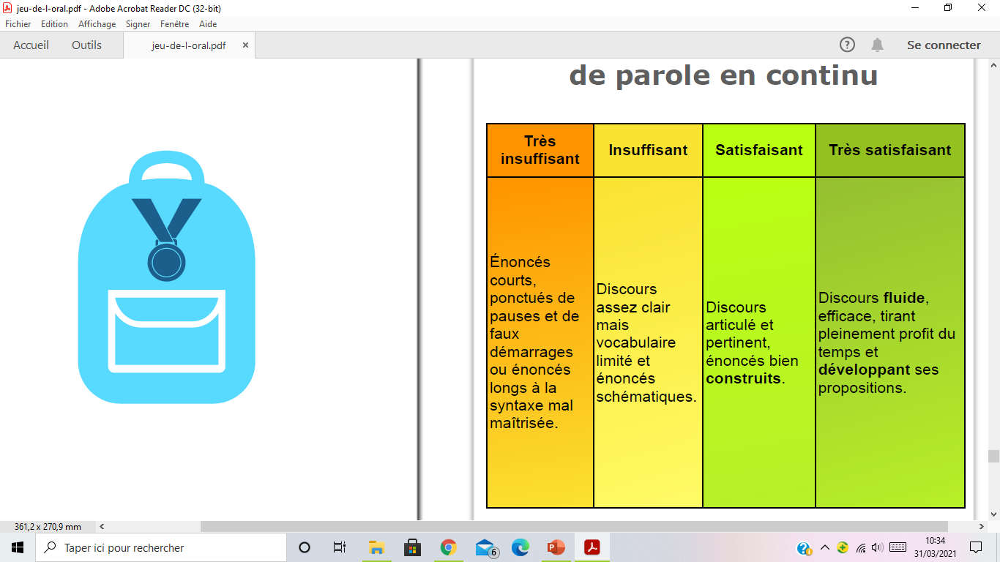 jeu-de-l-oral.pdf - Adobe Acrobat Reader DC (32-bit)
Fichier Edition Affichage Signer Fenêtre Aide
Accueil Outils jeu-de-l-oral.pdf × ? Se connecter
de parole en continu
Très
insuffisant
Insuffisant
Satisfaisant
Très satisfaisant
Énoncés
courts,
ponctués de
pauses et de
faux
démarrages
ou énoncés
longs à la
syntaxe mal
maîtrisée.
Discours
assez clair
mais
vocabulaire
limité et
énoncés
schématiques.
Discours
articulé et
pertinent,
énoncés bien
construits.
Discours fluide,
efficace, tirant
pleinement profit du
temps et
développant ses
propositions.
361,2 x 270,9 mm
Taper ici pour rechercher
6
10:34
31/03/2021